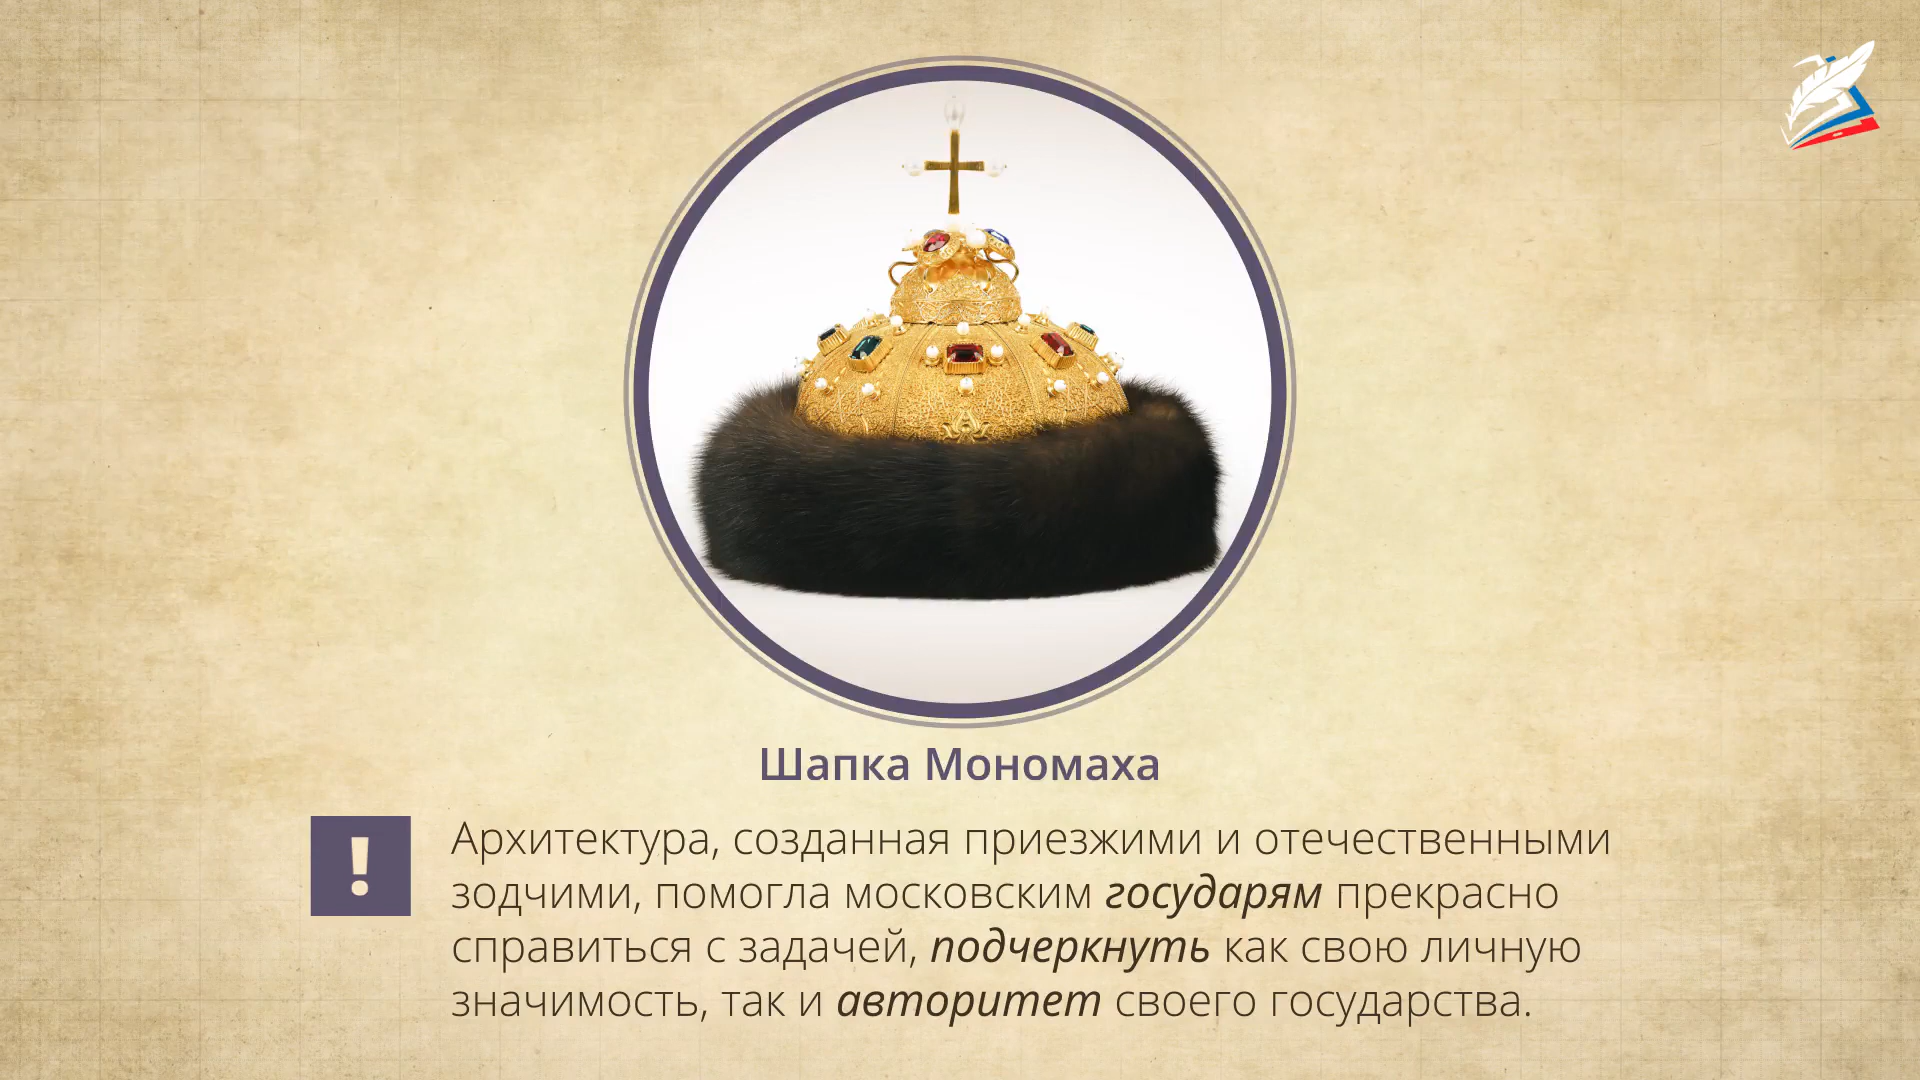 Шапка Мономаха
!
Архитектура, созданная приезжими и отечественными
зодчими, помогла московским государям прекрасно
справиться с задачей, подчеркнуть как свою личную
значимость, так и авторитет своего государства.